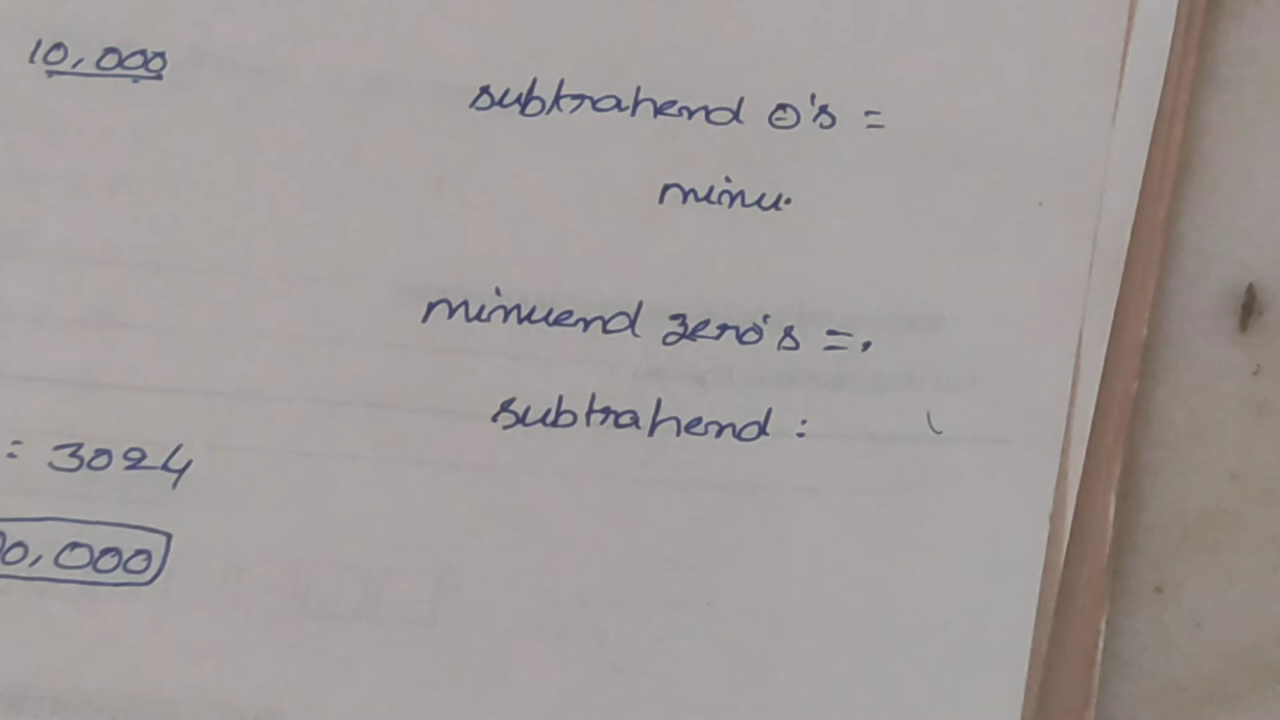 10,000
subtrahend 0's =
minu.
minuend zero's =.
subtrahend :
: 3024
0,000